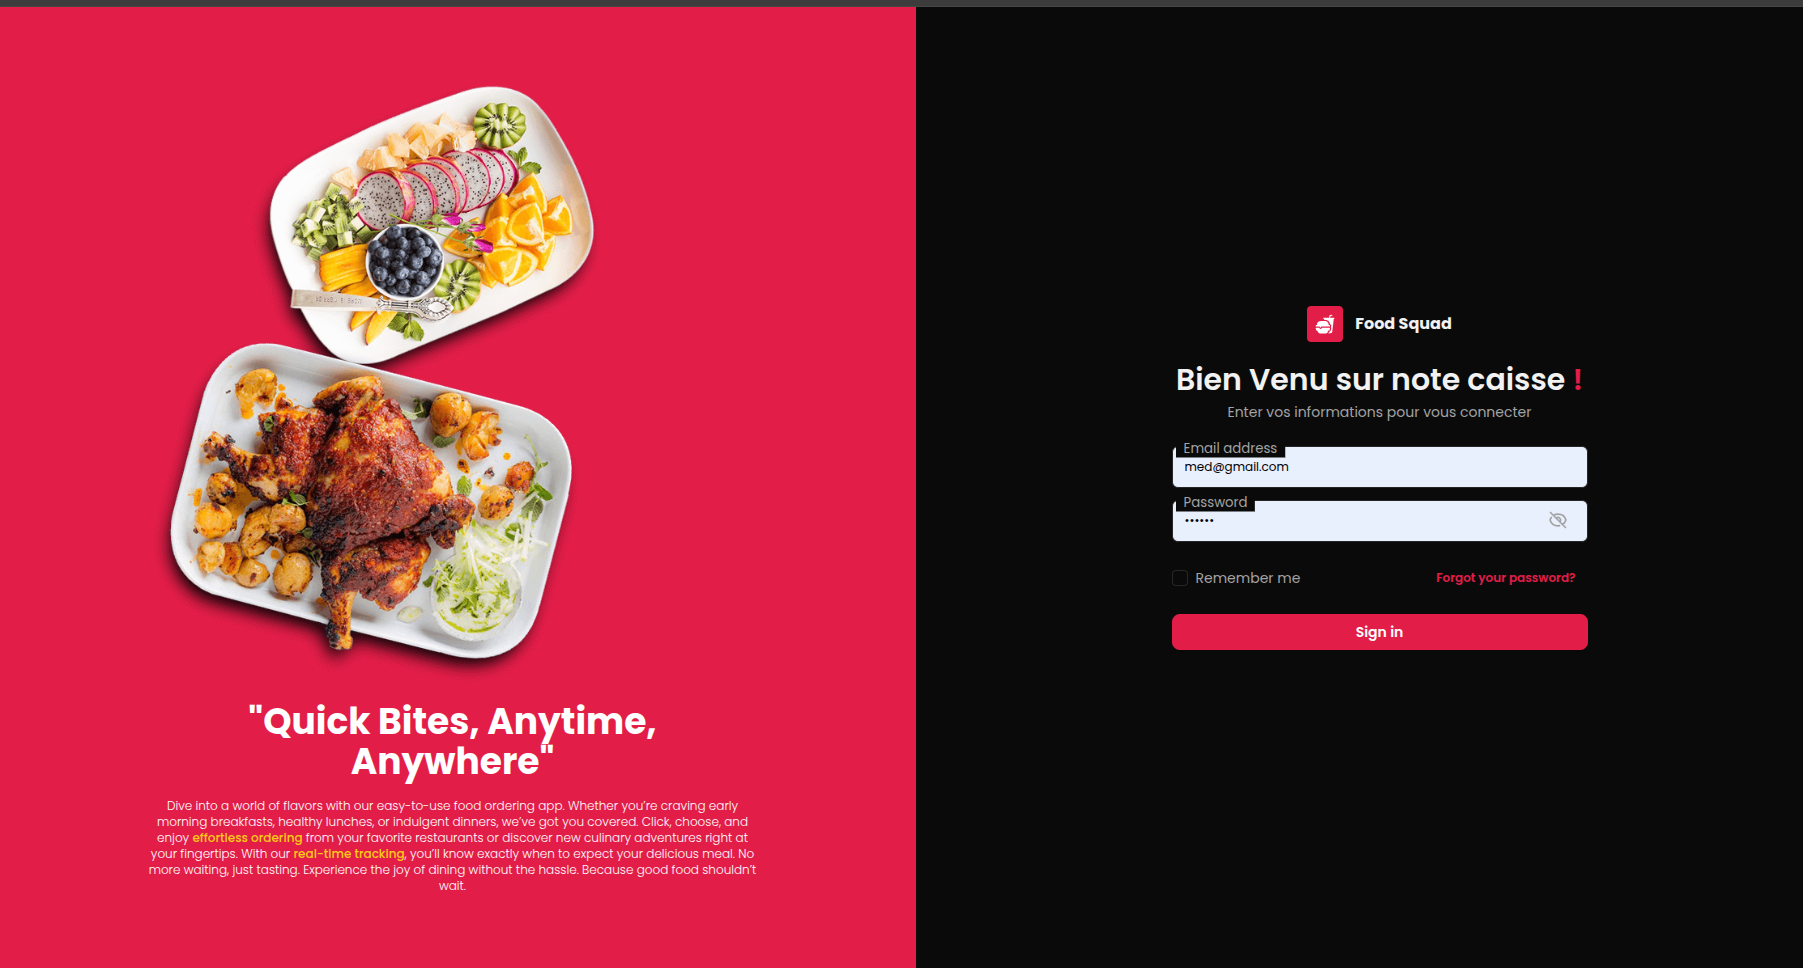 "Quick Bites, Anytime,
Anywhere"
Dive into a world of flavors with our easy-to-use food ordering app. Whether you're craving early
morning breakfasts, healthy lunches, or indulgent dinners, we've got you covered. Click, choose, and
enjoy effortless ordering from your favorite restaurants or discover new culinary adventures right at
your fingertips. With our real-time tracking, you'll know exactly when to expect your delicious meal. No
more waiting, just tasting. Experience the joy of dining without the hassle. Because good food shouldn't
wait.
Food Squad
Bien Venu sur note caisse !
Enter vos informations pour vous connecter
Email address
med@gmail.com
Password
••••••
Remember me
Forgot your password?
Sign in